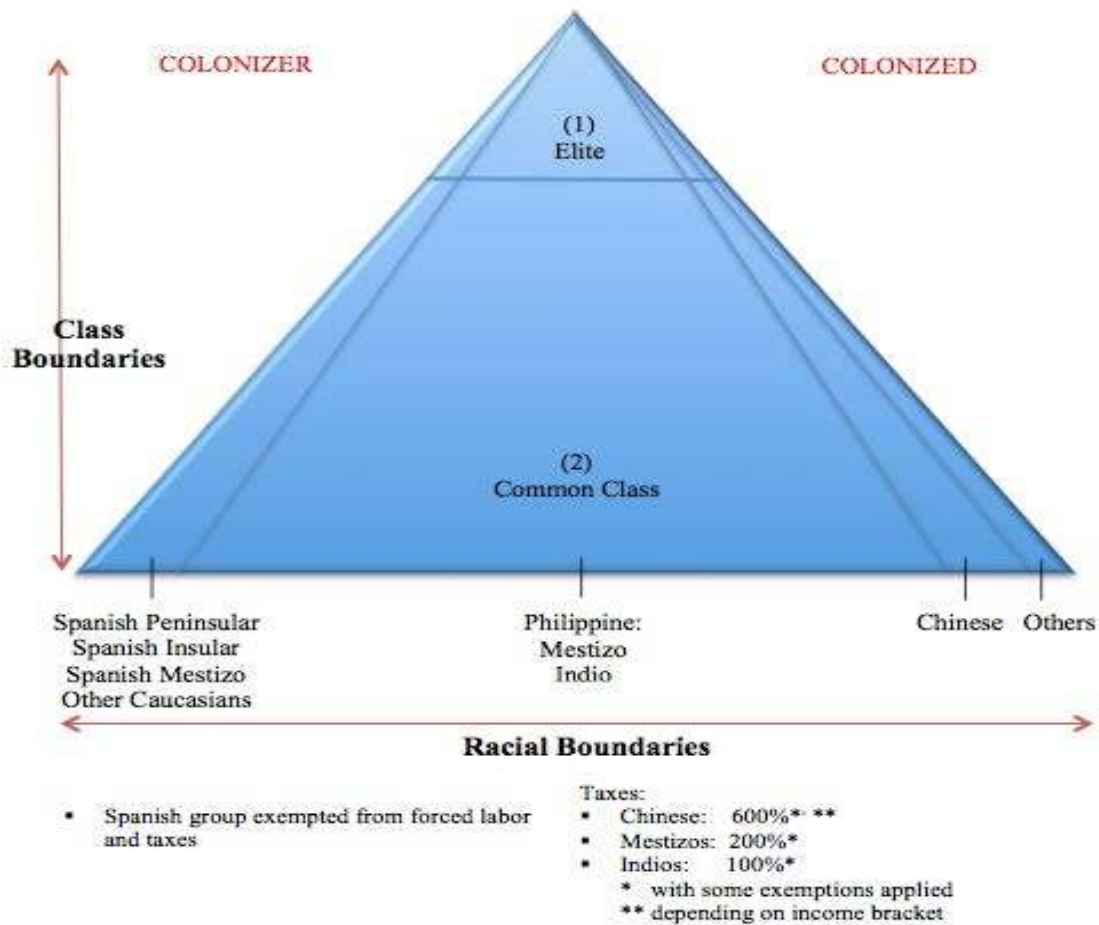 COLONIZER
COLONIZED
(1)
Elite
Class
Boundaries
(2)
Common Class
Spanish Peninsular
Spanish Insular
Spanish Mestizo
Other Caucasians
Philippine:
Mestizo
Indio
Chinese
Others
Racial Boundaries
▪ Spanish group exempted from forced labor
and taxes
Taxes:
▪ Chinese: 600%* **
▪ Mestizos: 200%*
▪ Indios: 100%*
* with some exemptions applied
** depending on income bracket